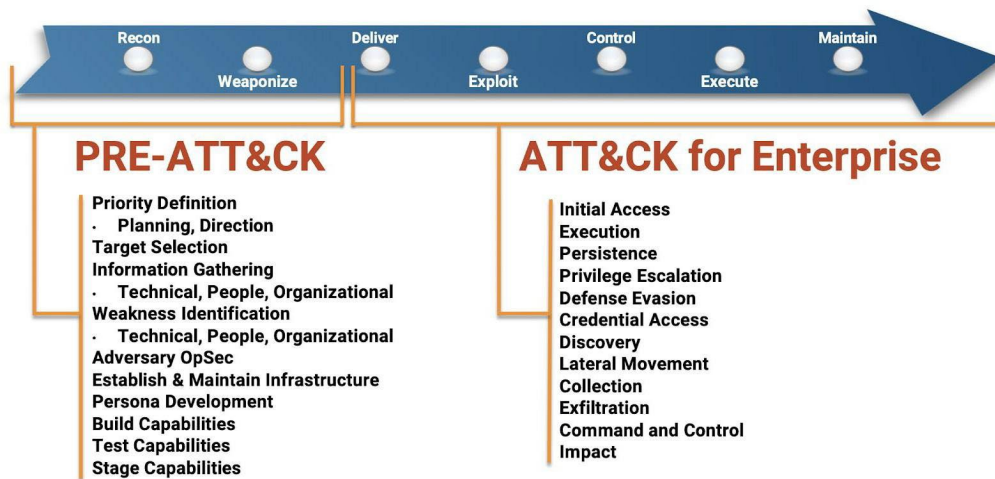 Recon
Deliver
Control
Maintain
Weaponize
Exploit
Execute
PRE-ATT&CK
Priority Definition
· Planning, Direction
Target Selection
Information Gathering
· Technical, People, Organizational
Weakness Identification
· Technical, People, Organizational
Adversary OpSec
Establish & Maintain Infrastructure
Persona Development
Build Capabilities
Test Capabilities
Stage Capabilities
ATT&CK for Enterprise
Initial Access
Execution
Persistence
Privilege Escalation
Defense Evasion
Credential Access
Discovery
Lateral Movement
Collection
Exfiltration
Command and Control
Impact